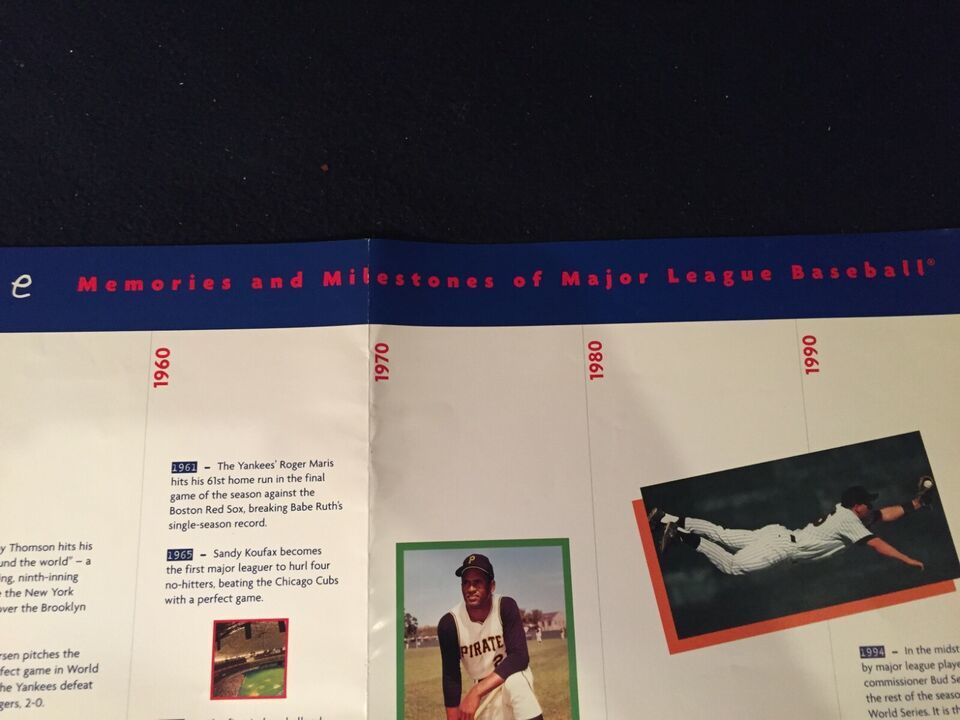 e Memories and Milestones of Major League Baseball®
1960
1970
1980
1990
1961 – The Yankees' Roger Maris
hits his 61st home run in the final
game of the season against the
Boston Red Sox, breaking Babe Ruth's
single-season record.
1965 – Sandy Koufax becomes
the first major leaguer to hurl four
no-hitters, beating the Chicago Cubs
with a perfect game.
y Thomson hits his
und the world" – a
ng, ninth-inning
e the New York
over the Brooklyn
rsen pitches the
fect game in World
he Yankees defeat
gers, 2-0.
P
PIRATE
2
1994 – In the midst
by major league playe
commissioner Bud Se
the rest of the seaso
World Series. It is th